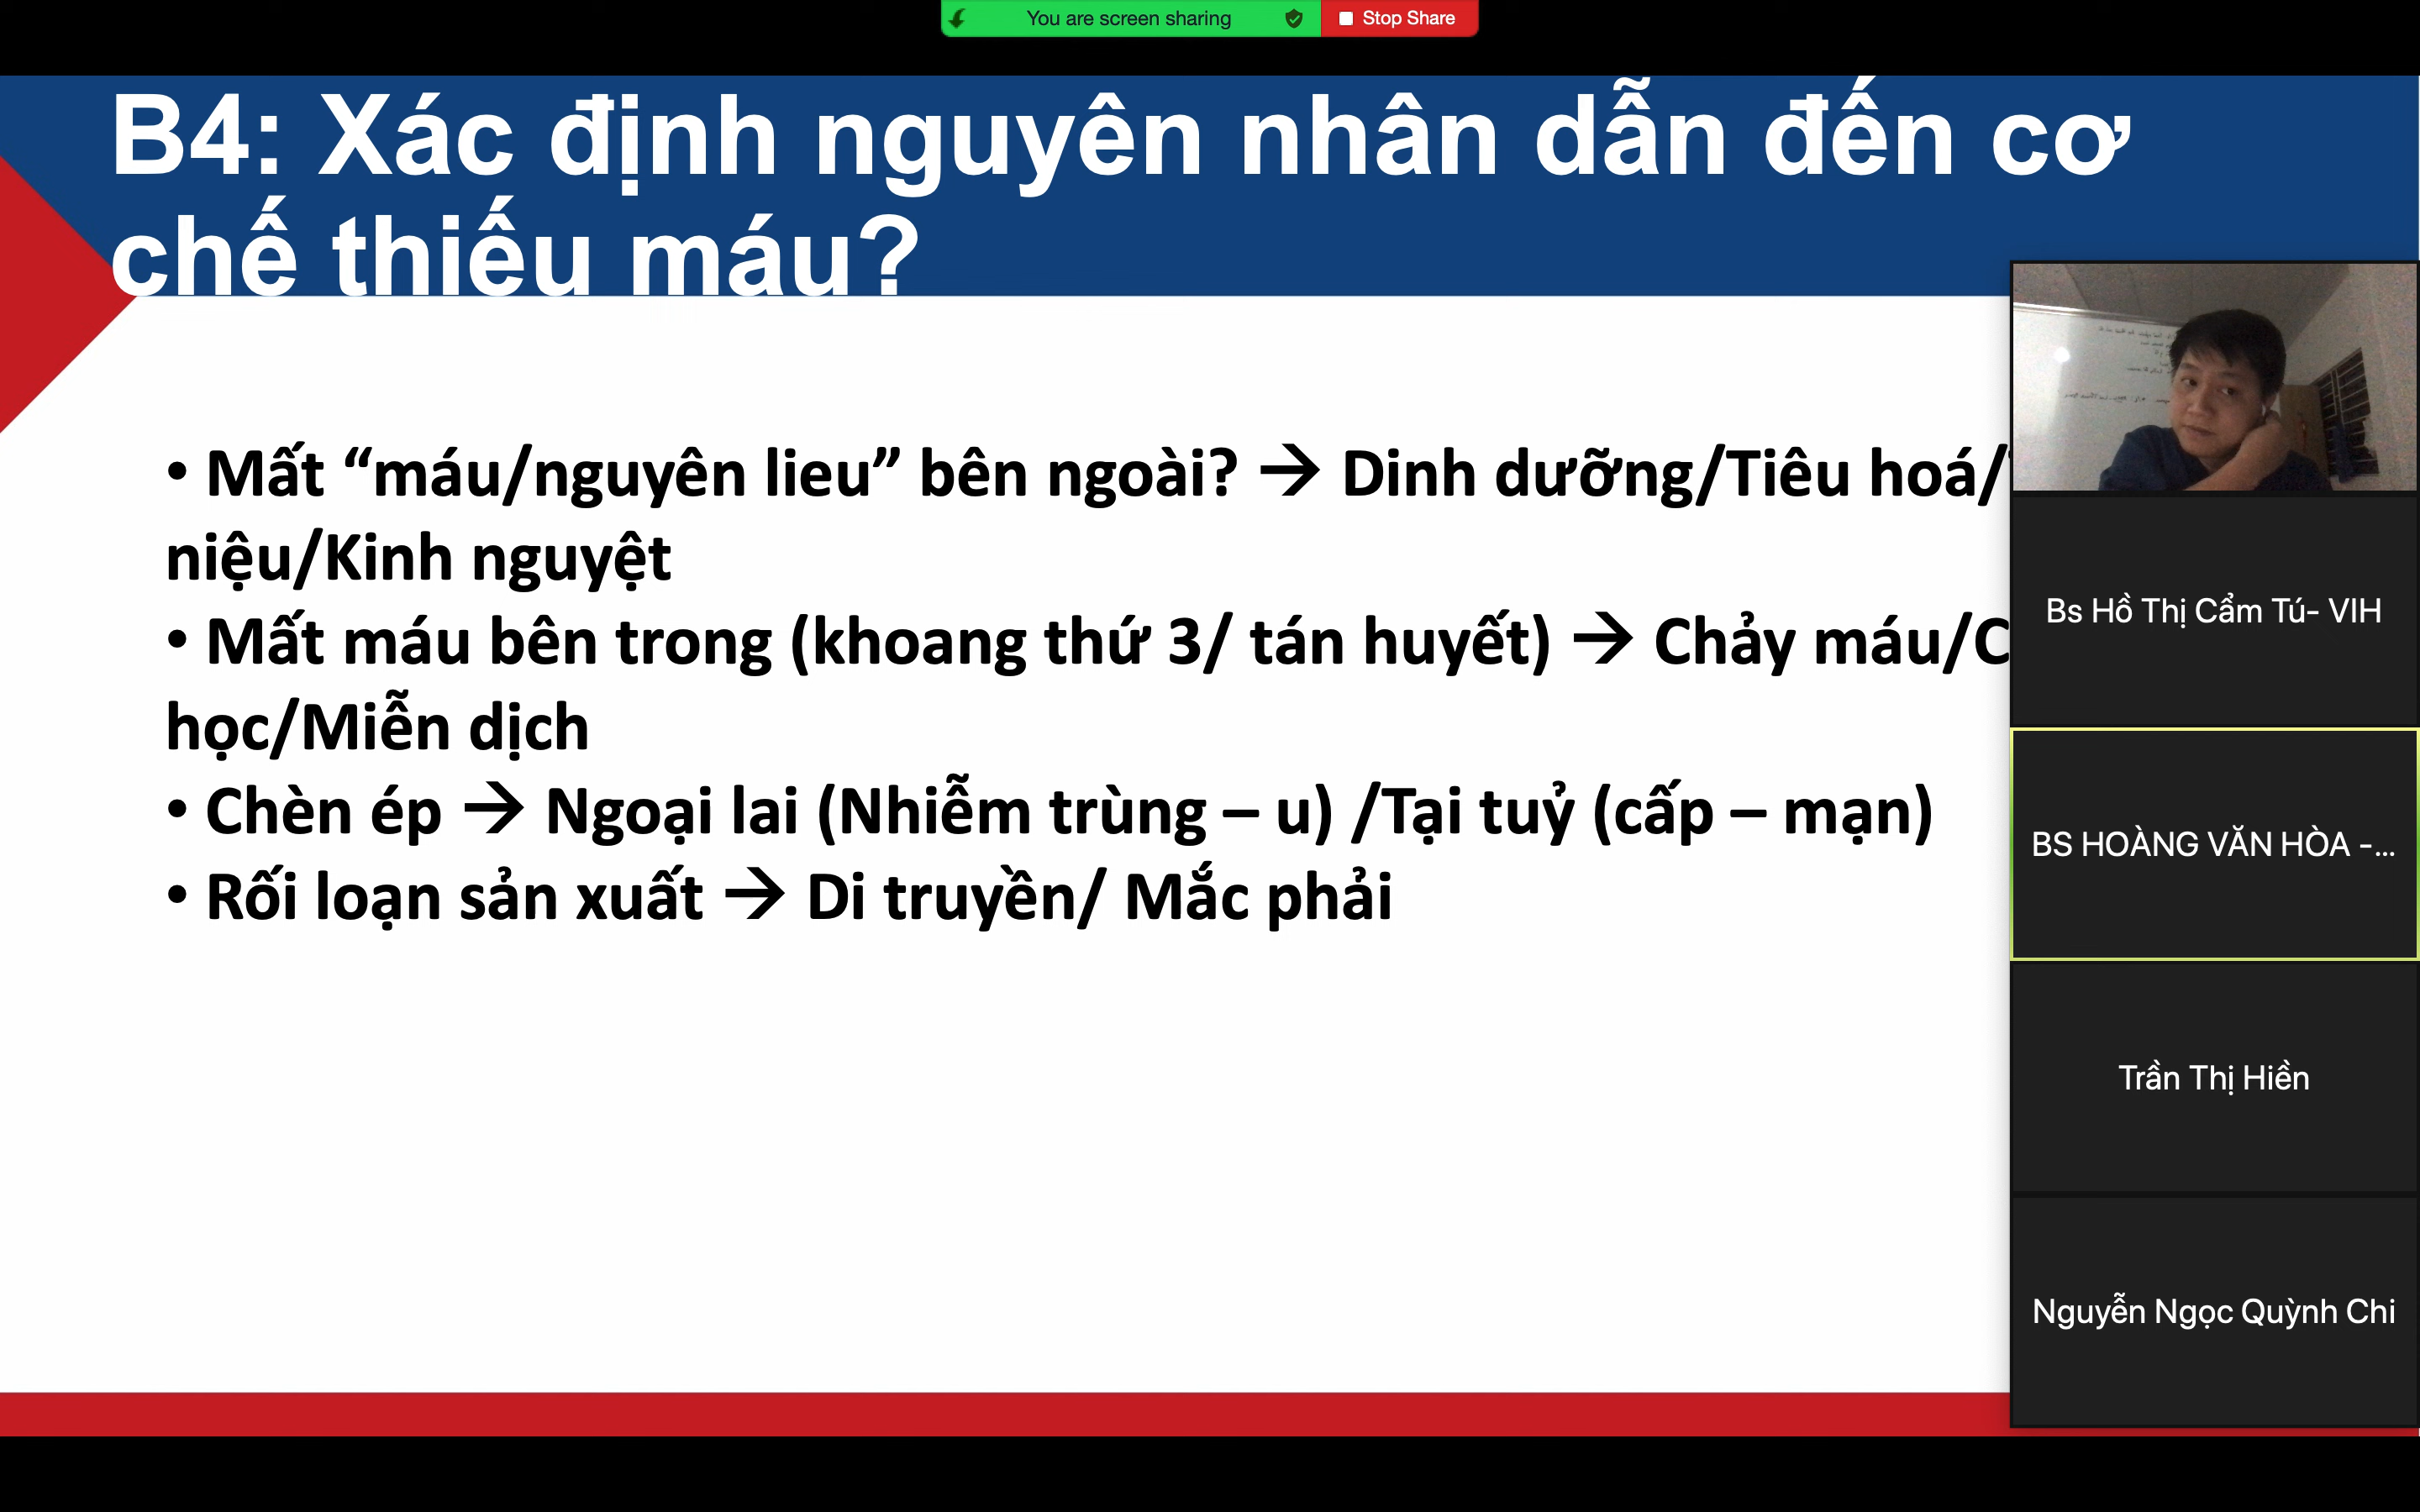 You are screen sharing
Stop Share
B4: Xác định nguyên nhân dẫn đến cơ
chế thiếu máu?
• Mất “máu/nguyên lieu” bên ngoài? → Dinh dưỡng/Tiêu hoá/
niệu/Kinh nguyệt
• Mất máu bên trong (khoang thứ 3/ tán huyết) → Chảy máu/C
học/Miễn dịch
• Chèn ép → Ngoại lai (Nhiễm trùng – u) /Tại tuỷ (cấp – mạn)
• Rối loạn sản xuất → Di truyền/ Mắc phải
Bs Hồ Thị Cẩm Tú- VIH
BS HOÀNG VĂN HÒA -...
Trần Thị Hiền
Nguyễn Ngọc Quỳnh Chi